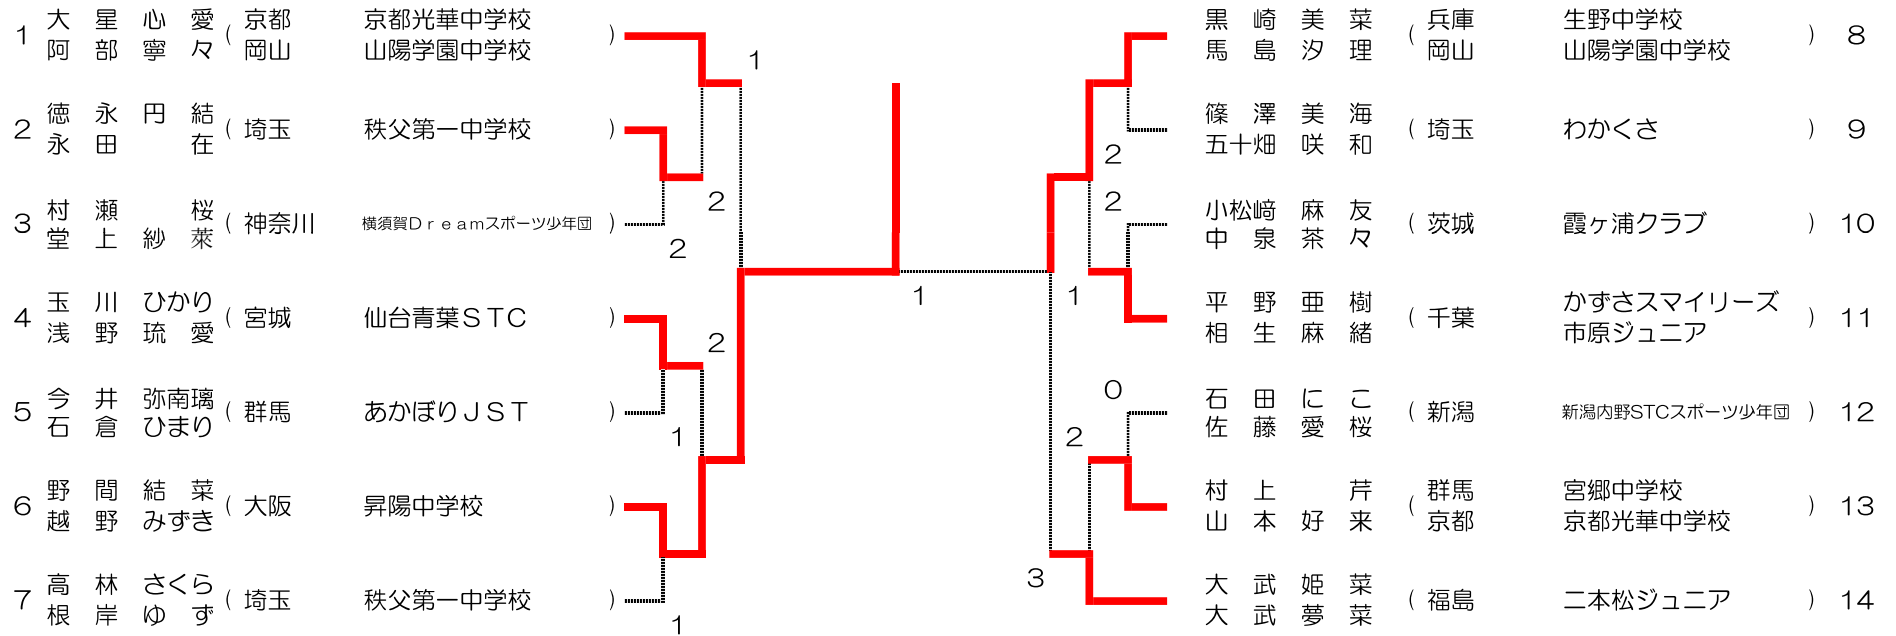 1 大星心愛 ( 京都 京都光華中学校 )
阿部寧々 岡山 山陽学園中学校
2 徳永円結 ( 埼玉 秩父第一中学校 )
永田在
3 村瀬桜 ( 神奈川 横須賀Ｄｒｅａｍスポーツ少年団 )
堂上紗莱
4 玉川ひかり ( 宮城 仙台青葉ＳＴＣ )
浅野琉愛
5 今井弥南璃 ( 群馬 あかぼりＪＳＴ )
石倉ひまり
6 野間結菜 ( 大阪 昇陽中学校 )
越野みずき
7 高林さくら ( 埼玉 秩父第一中学校 )
根岸ゆず
1
2
2
2
1
1
1
2
2
1
0
2
3
黒崎美菜 ( 兵庫 生野中学校 ) 8
馬島汐理 岡山 山陽学園中学校
篠澤美海 ( 埼玉 わかくさ ) 9
五十畑咲和
小松﨑麻友 ( 茨城 霞ヶ浦クラブ ) 10
中泉茶々
平野亜樹 ( 千葉 かずさスマイリーズ ) 11
相生麻緒 市原ジュニア
石田にこ ( 新潟 新潟内野STCスポーツ少年団 ) 12
佐藤愛桜
村上芹 ( 群馬 宮郷中学校 ) 13
山本好来 京都 京都光華中学校
大武姫菜 ( 福島 二本松ジュニア ) 14
大武夢菜